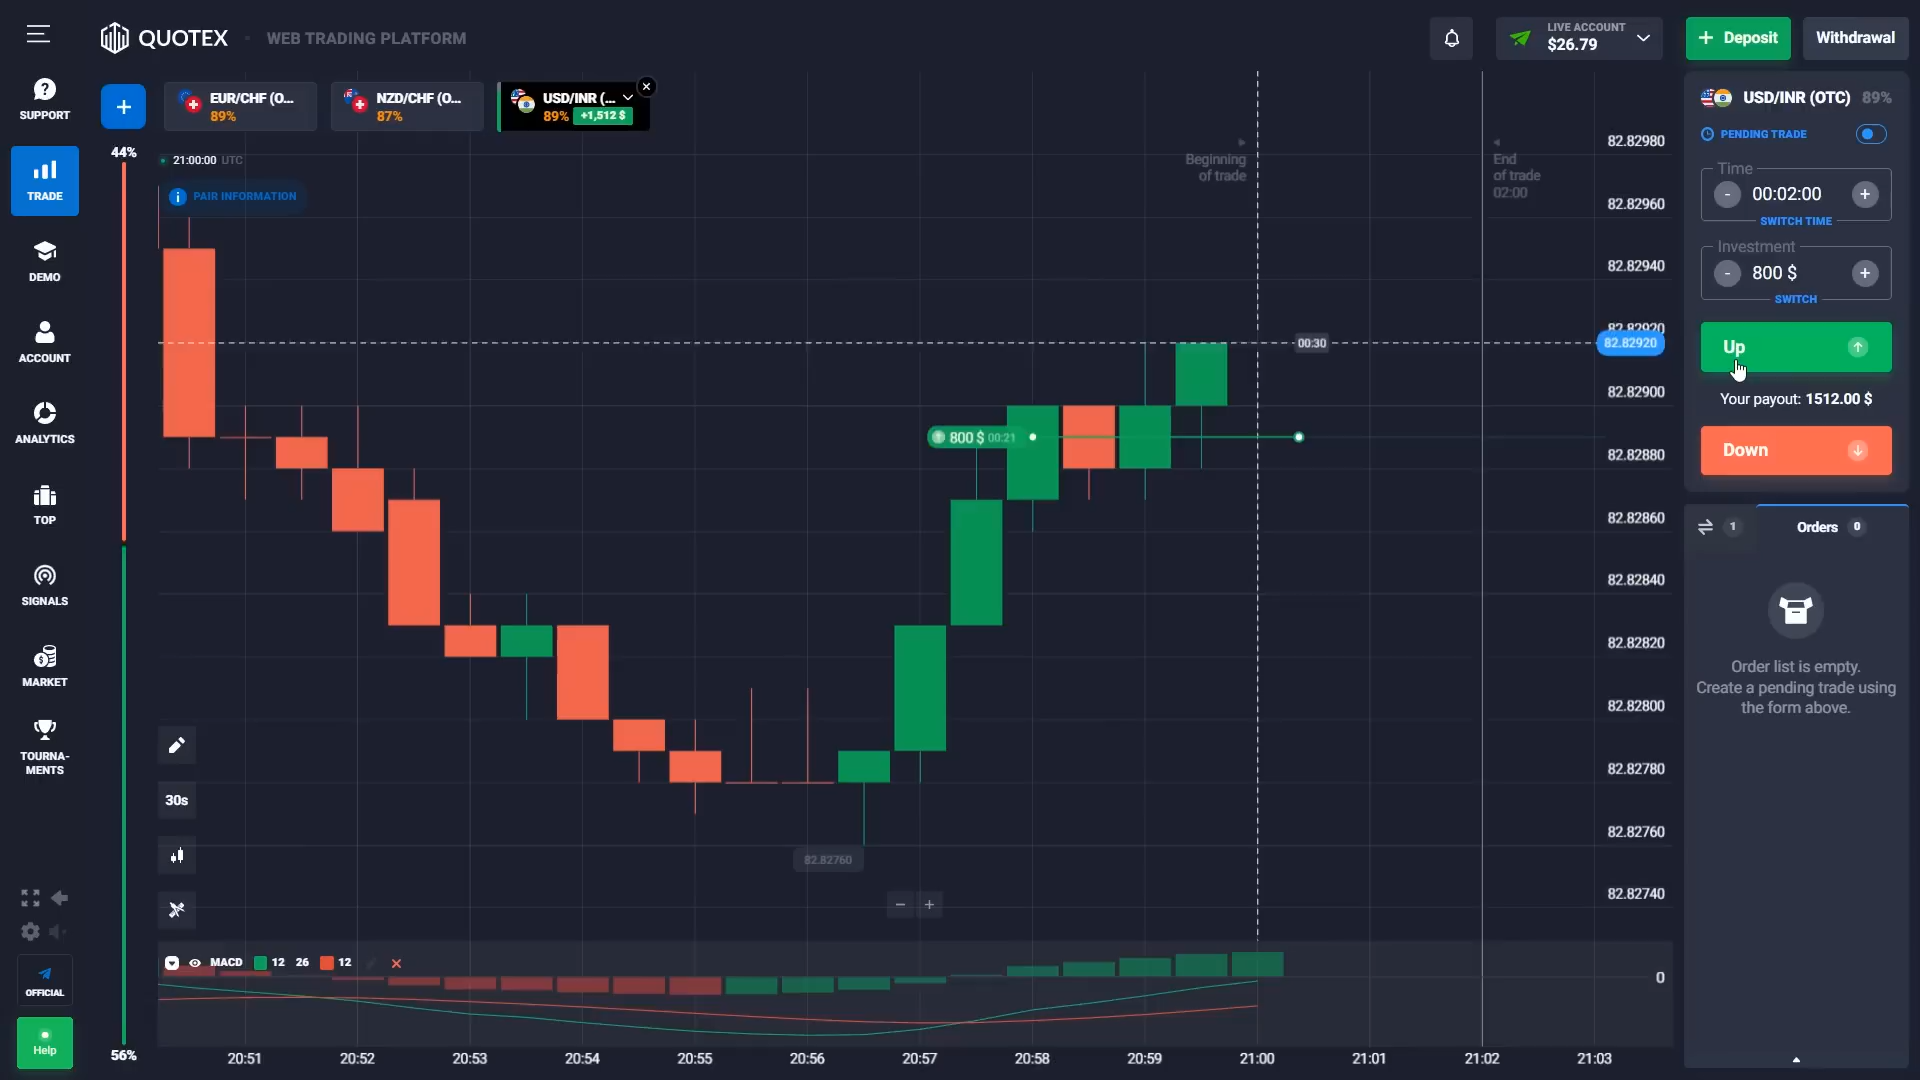 QUOTEX
WEB TRADING PLATFORM
LIVE ACCOUNT
$26.79
Deposit
Withdrawal
SUPPORT
TRADE
DEMO
ACCOUNT
ANALYTICS
TOP
SIGNALS
MARKET
TOURNA-
MENTS
OFFICIAL
Help
EUR/CHF (O...
89%
NZD/CHF (O...
87%
USD/INR (...
89% +1,512 $
44%
56%
21:00:00 UTC
PAIR INFORMATION
Beginning
of trade
End
of trade
02:00
82.82980
82.82960
82.82940
82.82920
82.82920
82.82900
82.82880
82.82860
82.82840
82.82820
82.82800
82.82780
82.82760
82.82740
00:30
800 $ 00:21
82.82760
30s
MACD 12 26 12
0
20:51 20:52 20:53 20:54 20:55 20:56 20:57 20:58 20:59 21:00 21:01 21:02 21:03
USD/INR (OTC) 89%
PENDING TRADE
Time
- 00:02:00 +
SWITCH TIME
Investment
- 800 $ +
SWITCH
Up
Your payout: 1512.00 $
Down
1
Orders 0
Order list is empty.
Create a pending trade using
the form above.